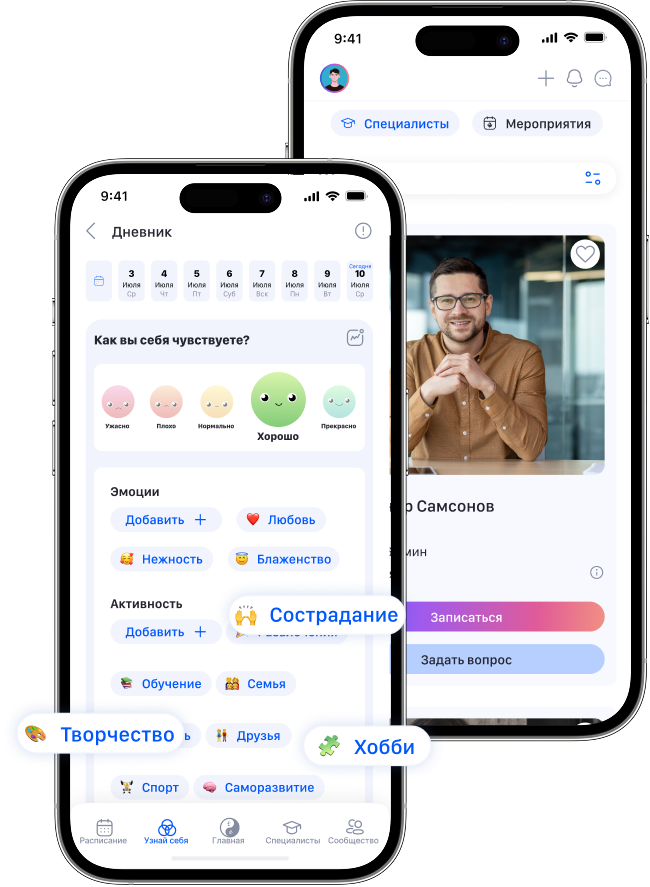 9:41
Специалисты
Мероприятия
9:41
Дневник
3 Июля Ср
4 Июля Чт
5 Июля Пт
6 Июля Суб
7 Июля Вск
8 Июля Пн
9 Июля Вт
Сегодня 10 Июля Ср
Как вы себя чувствуете?
Ужасно
Плохо
Нормально
Хорошо
Прекрасно
Эмоции
Добавить +
Любовь
Нежность
Блаженство
Активность
Добавить +
Сострадание
Обучение
Семья
Творчество
Друзья
Хобби
Спорт
Саморазвитие
Расписание
Узнай себя
Главная
Специалисты
Сообщество
Самсонов
мин
Записаться
Задать вопрос